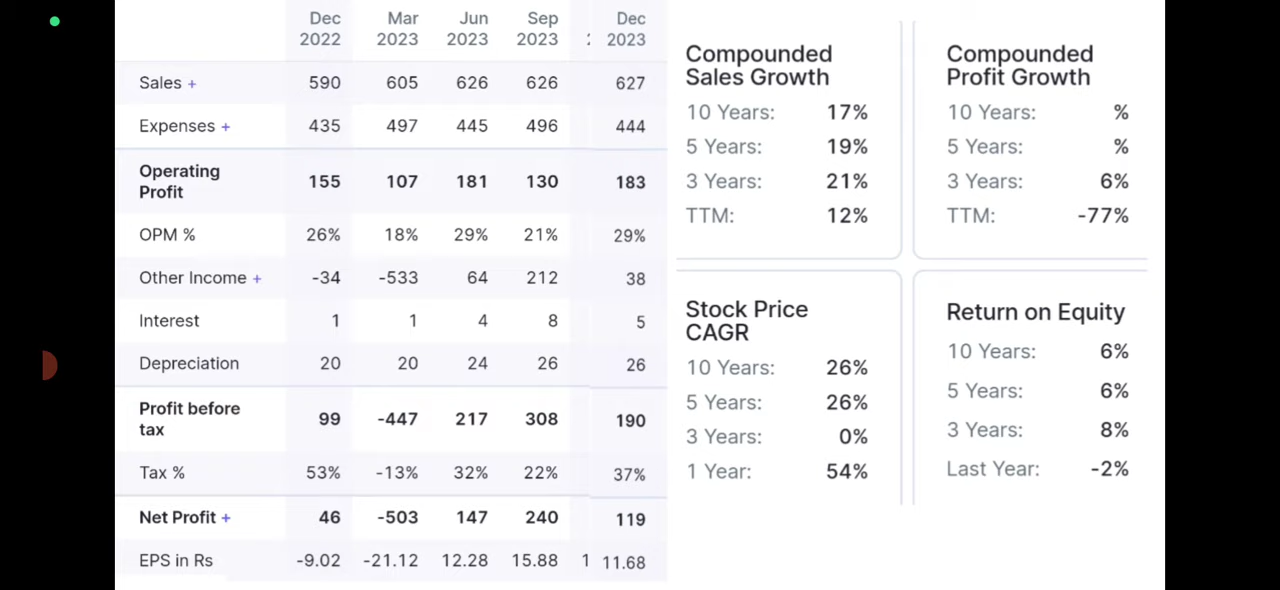 Dec Mar Jun Sep Dec
2022 2023 2023 2023 2023
Sales + 590 605 626 626 627
Expenses + 435 497 445 496 444
Operating
Profit 155 107 181 130 183
OPM % 26% 18% 29% 21% 29%
Other Income + -34 -533 64 212 38
Interest 1 1 4 8 5
Depreciation 20 20 24 26 26
Profit before
tax 99 -447 217 308 190
Tax % 53% -13% 32% 22% 37%
Net Profit + 46 -503 147 240 119
EPS in Rs -9.02 -21.12 12.28 15.88 1 11.68
Compounded
Sales Growth
10 Years: 17%
5 Years: 19%
3 Years: 21%
TTM: 12%
Compounded
Profit Growth
10 Years: %
5 Years: %
3 Years: 6%
TTM: -77%
Stock Price
CAGR
10 Years: 26%
5 Years: 26%
3 Years: 0%
1 Year: 54%
Return on Equity
10 Years: 6%
5 Years: 6%
3 Years: 8%
Last Year: -2%